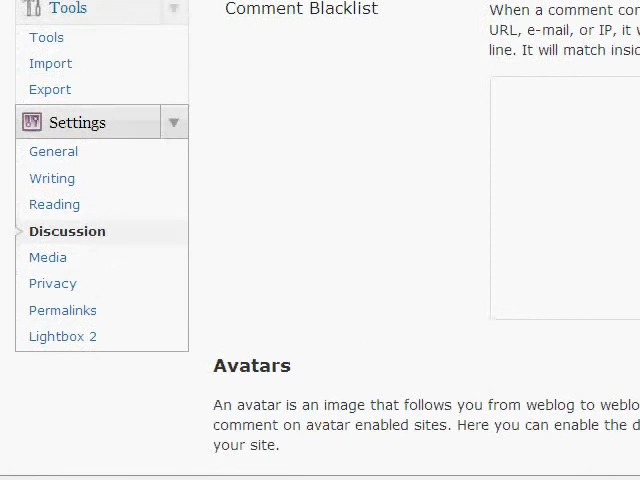 Tools
Tools
Import
Export
Settings
General
Writing
Reading
Discussion
Media
Privacy
Permalinks
Lightbox 2
Comment Blacklist
When a comment con
URL, e-mail, or IP, it w
line. It will match insid
Avatars
An avatar is an image that follows you from weblog to weblo
comment on avatar enabled sites. Here you can enable the d
your site.